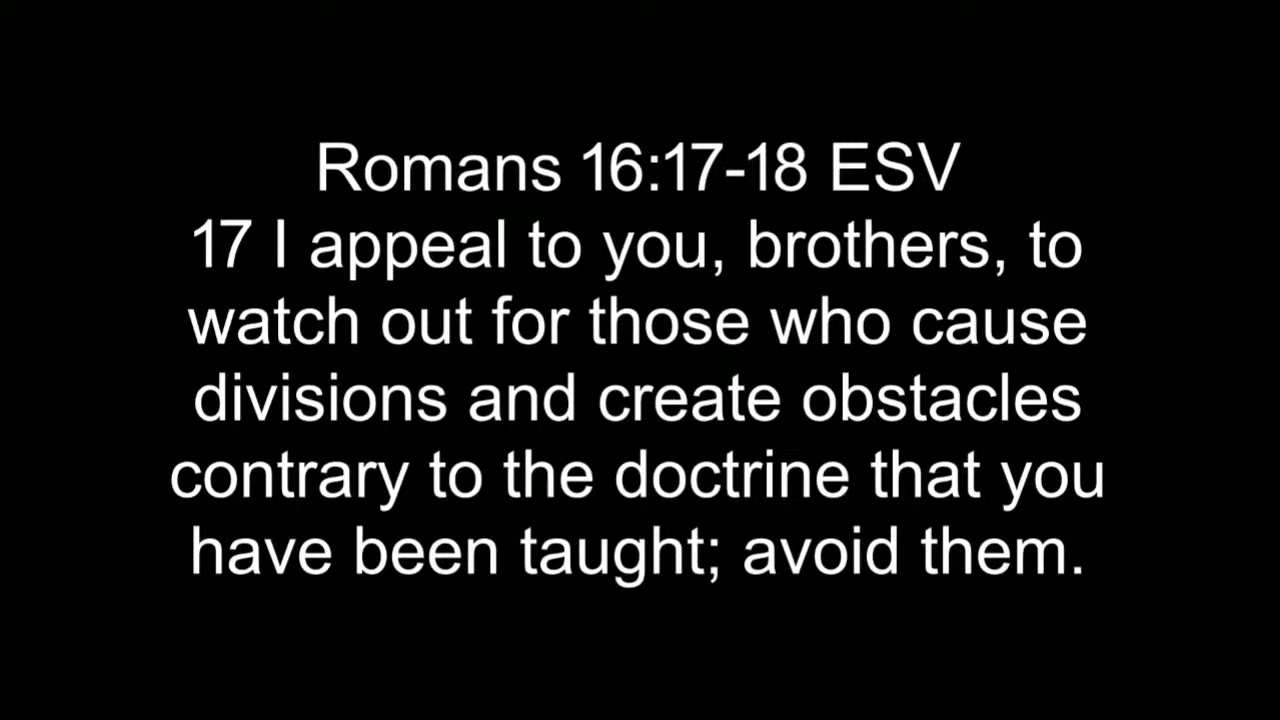 Romans 16:17-18 ESV
17 I appeal to you, brothers, to
watch out for those who cause
divisions and create obstacles
contrary to the doctrine that you
have been taught; avoid them.